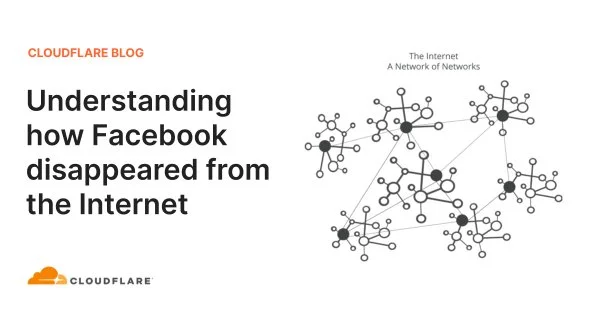 CLOUDFLARE BLOG
Understanding
how Facebook
disappeared from
the Internet
The Internet
A Network of Networks
CLOUDFLARE